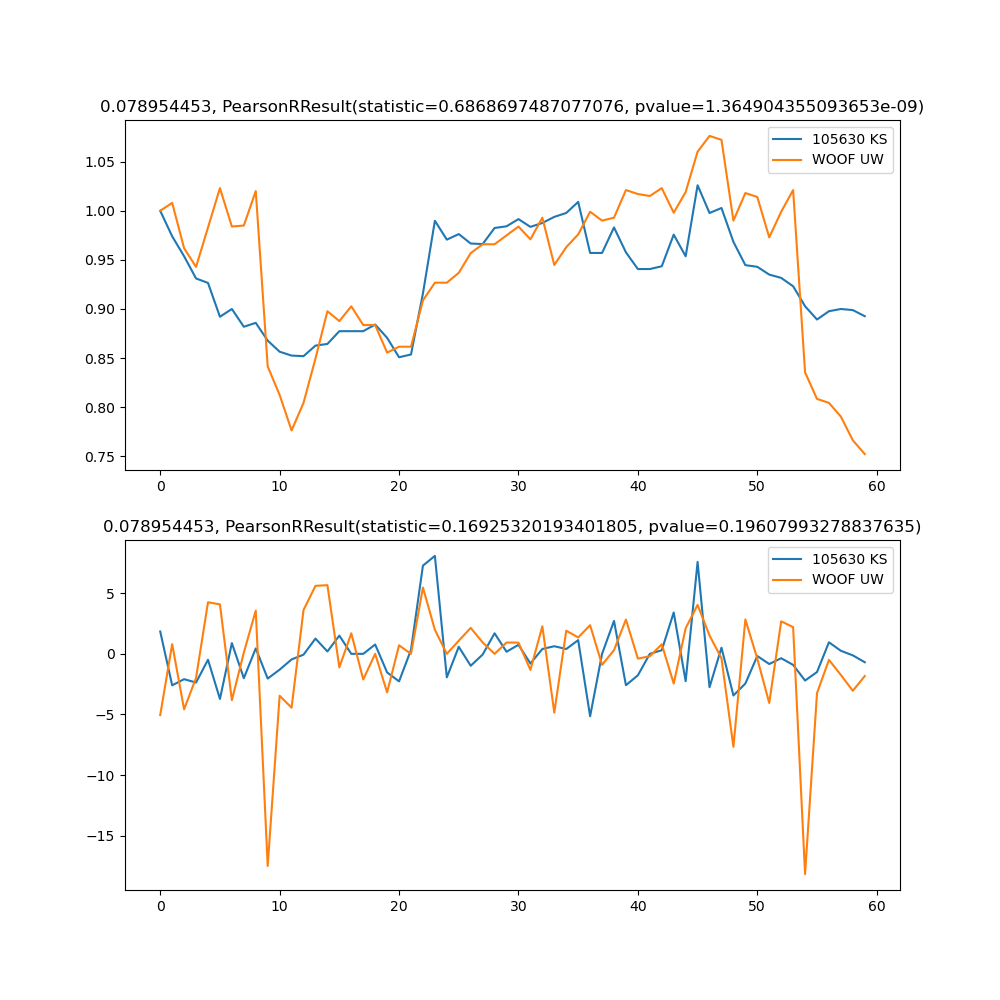 0.078954453, PearsonRResult(statistic=0.6868697487077076, pvalue=1.364904355093653e-09)
105630 KS
WOOF UW
1.05
1.00
0.95
0.90
0.85
0.80
0.75
0 10 20 30 40 50 60
0.078954453, PearsonRResult(statistic=0.16925320193401805, pvalue=0.19607993278837635)
105630 KS
WOOF UW
5
0
−5
−10
−15
0 10 20 30 40 50 60